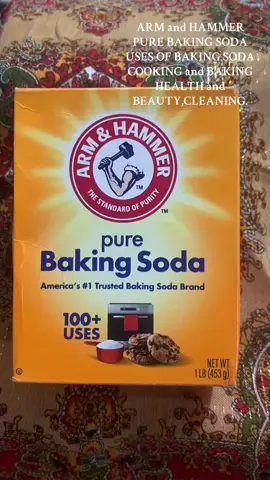 ARM and HAMMER
PURE BAKING SODA
USES OF BAKING SODA
COOKING and BAKING
HEALTH and
BEAUTY,CLEANING.
ARM & HAMMER
THE STANDARD OF PURITY
TM
TM
pure
Baking Soda
America's #1 Trusted Baking Soda Brand
100+
USES
NET WT
1 LB (453 g)